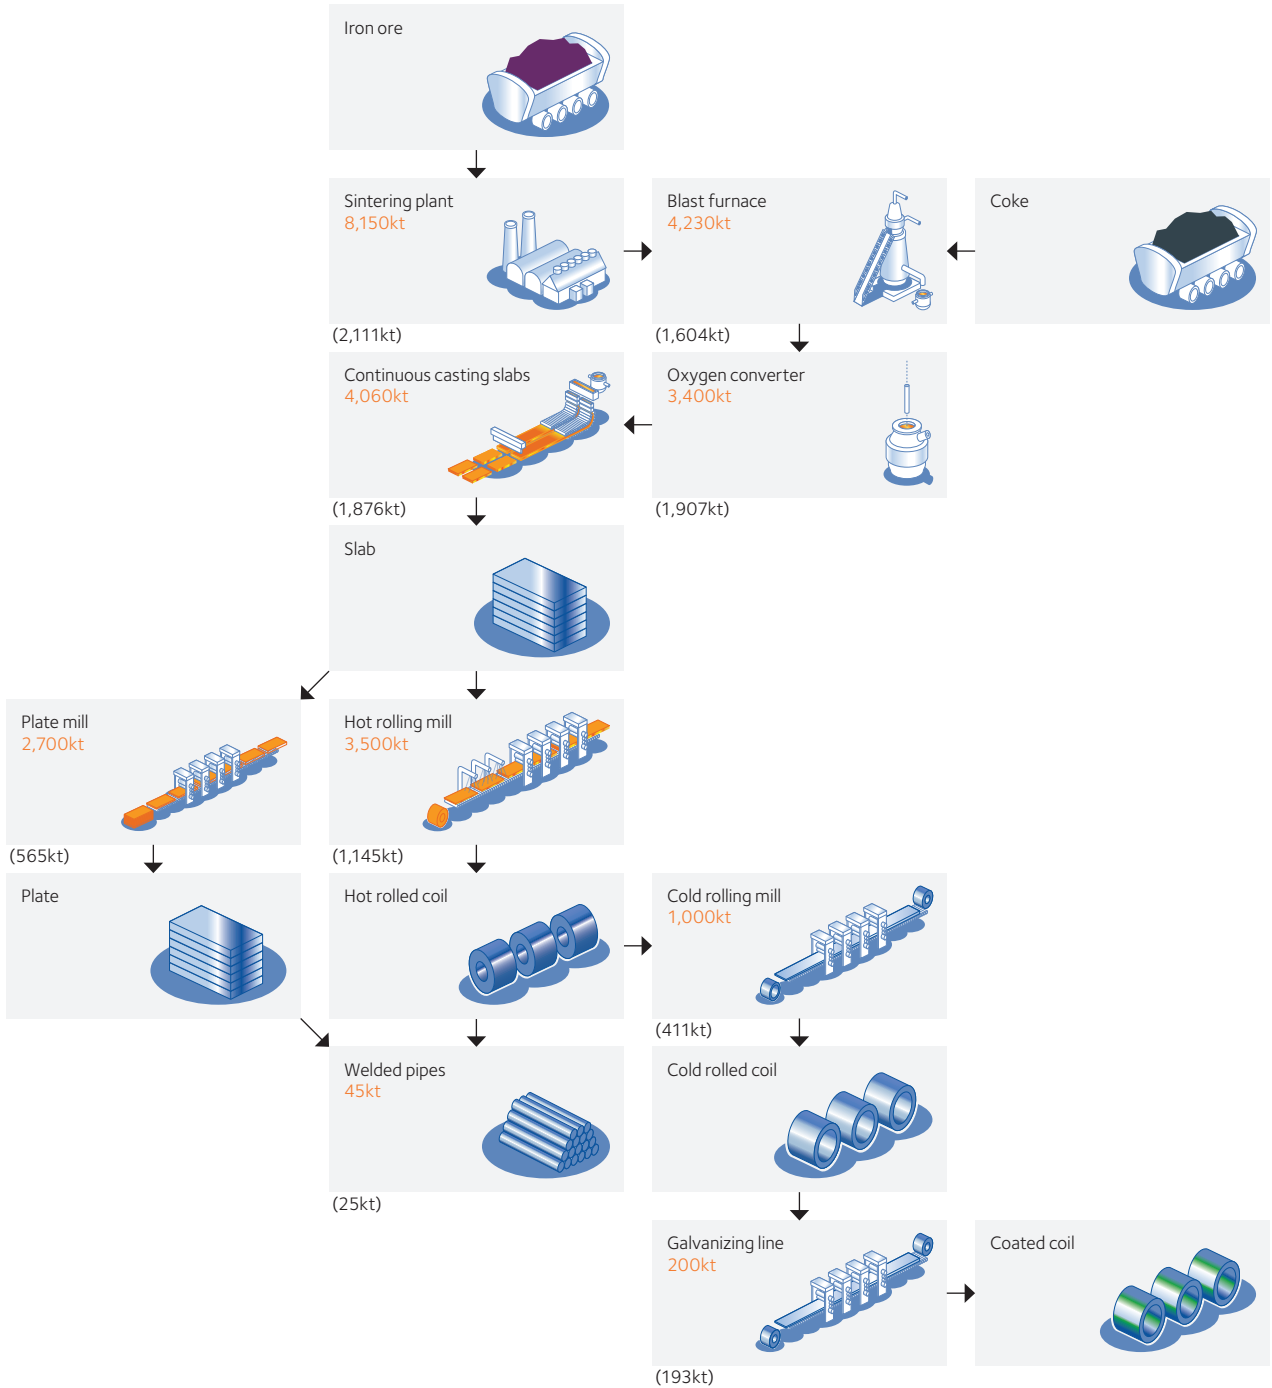 Iron ore
Sintering plant
8,150kt
(2,111kt)
Blast furnace
4,230kt
(1,604kt)
Coke
Continuous casting slabs
4,060kt
(1,876kt)
Oxygen converter
3,400kt
(1,907kt)
Slab
Plate mill
2,700kt
(565kt)
Hot rolling mill
3,500kt
(1,145kt)
Plate
Hot rolled coil
Cold rolling mill
1,000kt
(411kt)
Welded pipes
45kt
(25kt)
Cold rolled coil
Galvanizing line
200kt
(193kt)
Coated coil